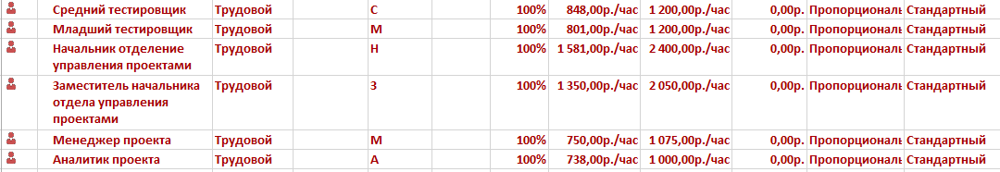 Средний тестировщик Трудовой С 100% 848,00р./час 1 200,00р./час 0,00р. Пропорциональ Стандартный
Младший тестировщик Трудовой М 100% 801,00р./час 1 200,00р./час 0,00р. Пропорциональ Стандартный
Начальник отделение Трудовой Н 100% 1 581,00р./час 2 400,00р./час 0,00р. Пропорциональ Стандартный
управления проектами
Заместитель начальника Трудовой З 100% 1 350,00р./час 2 050,00р./час 0,00р. Пропорциональ Стандартный
отдела управления
проектами
Менеджер проекта Трудовой М 100% 750,00р./час 1 075,00р./час 0,00р. Пропорциональ Стандартный
Аналитик проекта Трудовой А 100% 738,00р./час 1 000,00р./час 0,00р. Пропорциональ Стандартный